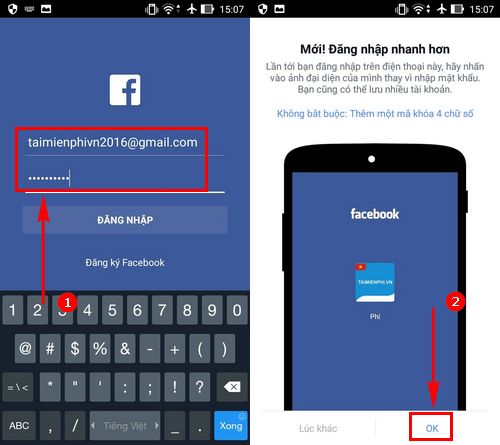 15:07
f
taimienphivn2016@gmail.com
••••••••••
ĐĂNG NHẬP
Đăng ký Facebook
1
1 2 3 4 5 6 7 8 9 0
@ # $ % & - + ( )
= \ < * " ' : ; ! ?
ABC , / Tiếng Việt _ . Xong
15:07
Mới! Đăng nhập nhanh hơn
Lần tới bạn đăng nhập trên điện thoại này, hãy nhấn
vào ảnh đại diện của mình thay vì nhập mật khẩu.
Bạn cũng có thể lưu nhiều tài khoản.
Không bắt buộc: Thêm một mã khóa 4 chữ số
facebook
TAIMIENPHI.VN
Phi
2
Lúc khác OK